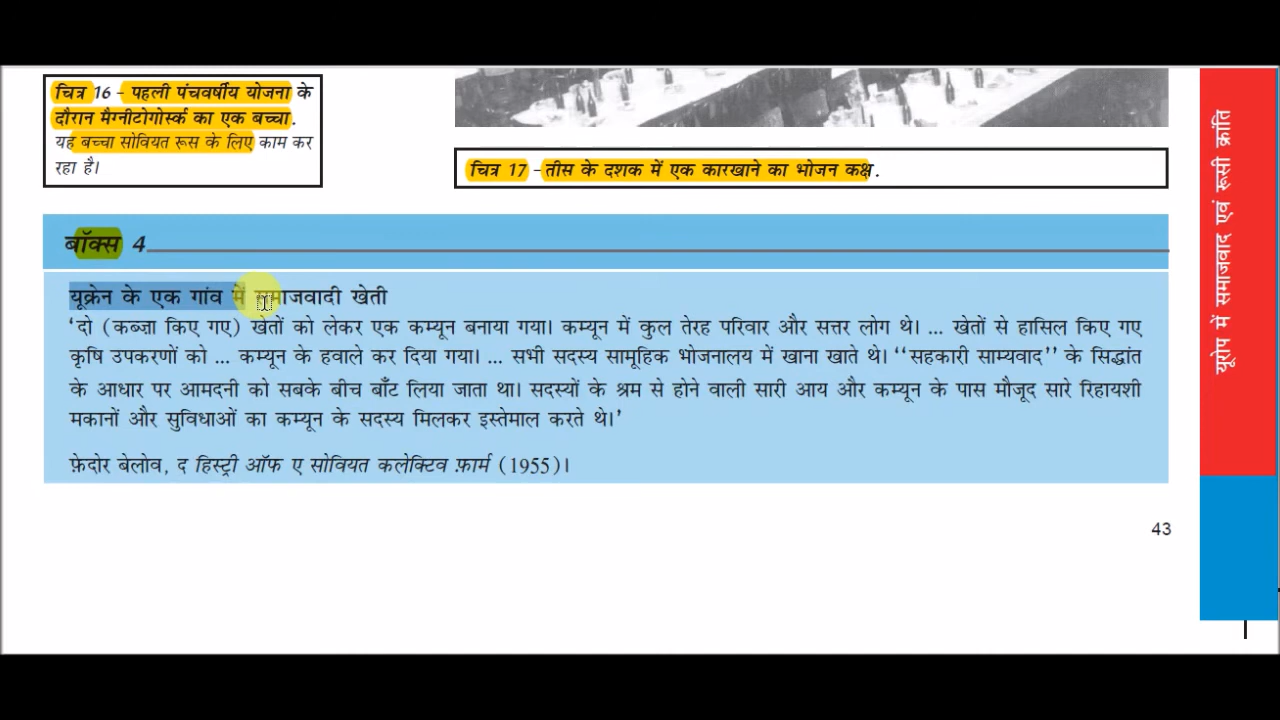 चित्र 16 – पहली पंचवर्षीय योजना के
दौरान मैग्नीटोगोर्स्क का एक बच्चा.
यह बच्चा सोवियत रूस के लिए काम कर
रहा है।
चित्र 17 – तीस के दशक में एक कारखाने का भोजन कक्ष.
बॉक्स 4
यूक्रेन के एक गांव में समाजवादी खेती
‘दो (कब्ज़ा किए गए) खेतों को लेकर एक कम्यून बनाया गया। कम्यून में कुल तेरह परिवार और सत्तर लोग थे। ... खेतों से हासिल किए गए
कृषि उपकरणों को ... कम्यून के हवाले कर दिया गया। ... सभी सदस्य सामूहिक भोजनालय में खाना खाते थे। ‘‘सहकारी साम्यवाद’’ के सिद्धांत
के आधार पर आमदनी को सबके बीच बाँट लिया जाता था। सदस्यों के श्रम से होने वाली सारी आय और कम्यून के पास मौजूद सारे रिहायशी
मकानों और सुविधाओं का कम्यून के सदस्य मिलकर इस्तेमाल करते थे।’
फ़ेदोर बेलोव, द हिस्ट्री ऑफ ए सोवियत कलेक्टिव फ़ार्म (1955)।
43
यूरोप में समाजवाद एवं रूसी क्रांति